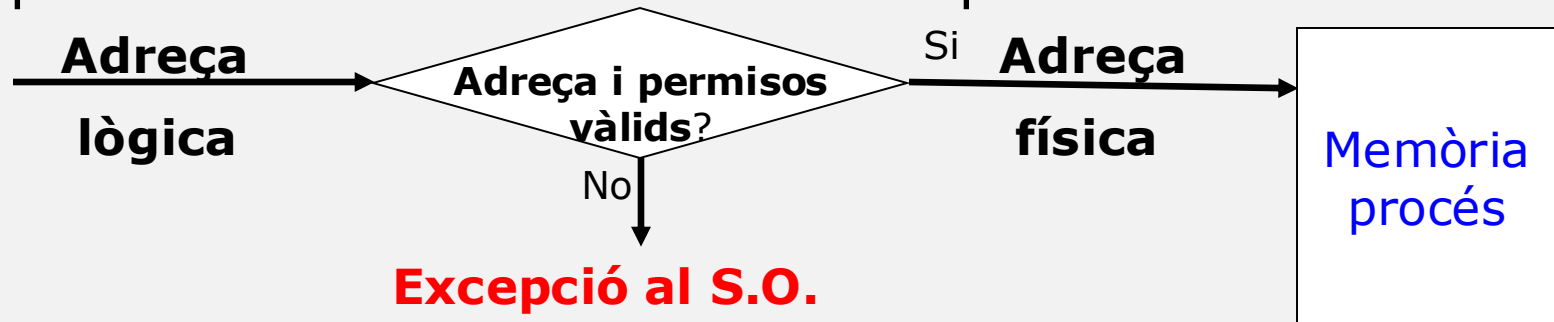 Adreça
lògica
Adreça i permisos
vàlids?
Si
No
Excepció al S.O.
Adreça
física
Memòria
procés